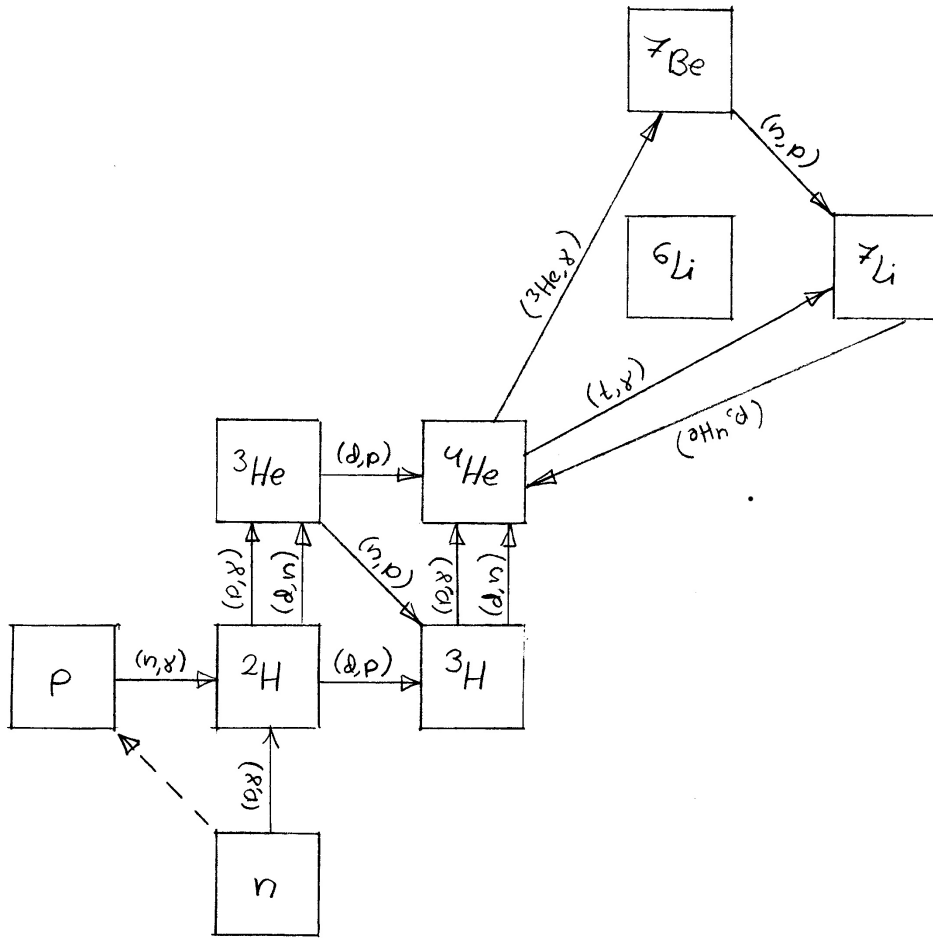 ⁷Be
(n,p)
⁶Li
⁷Li
(³He,γ)
(t,γ)
(p,⁴He)
³He
(d,p)
⁴He
(p,γ)
(d,n)
(n,p)
(p,γ)
(d,n)
p
(n,γ)
²H
(d,p)
³H
(p,γ)
n